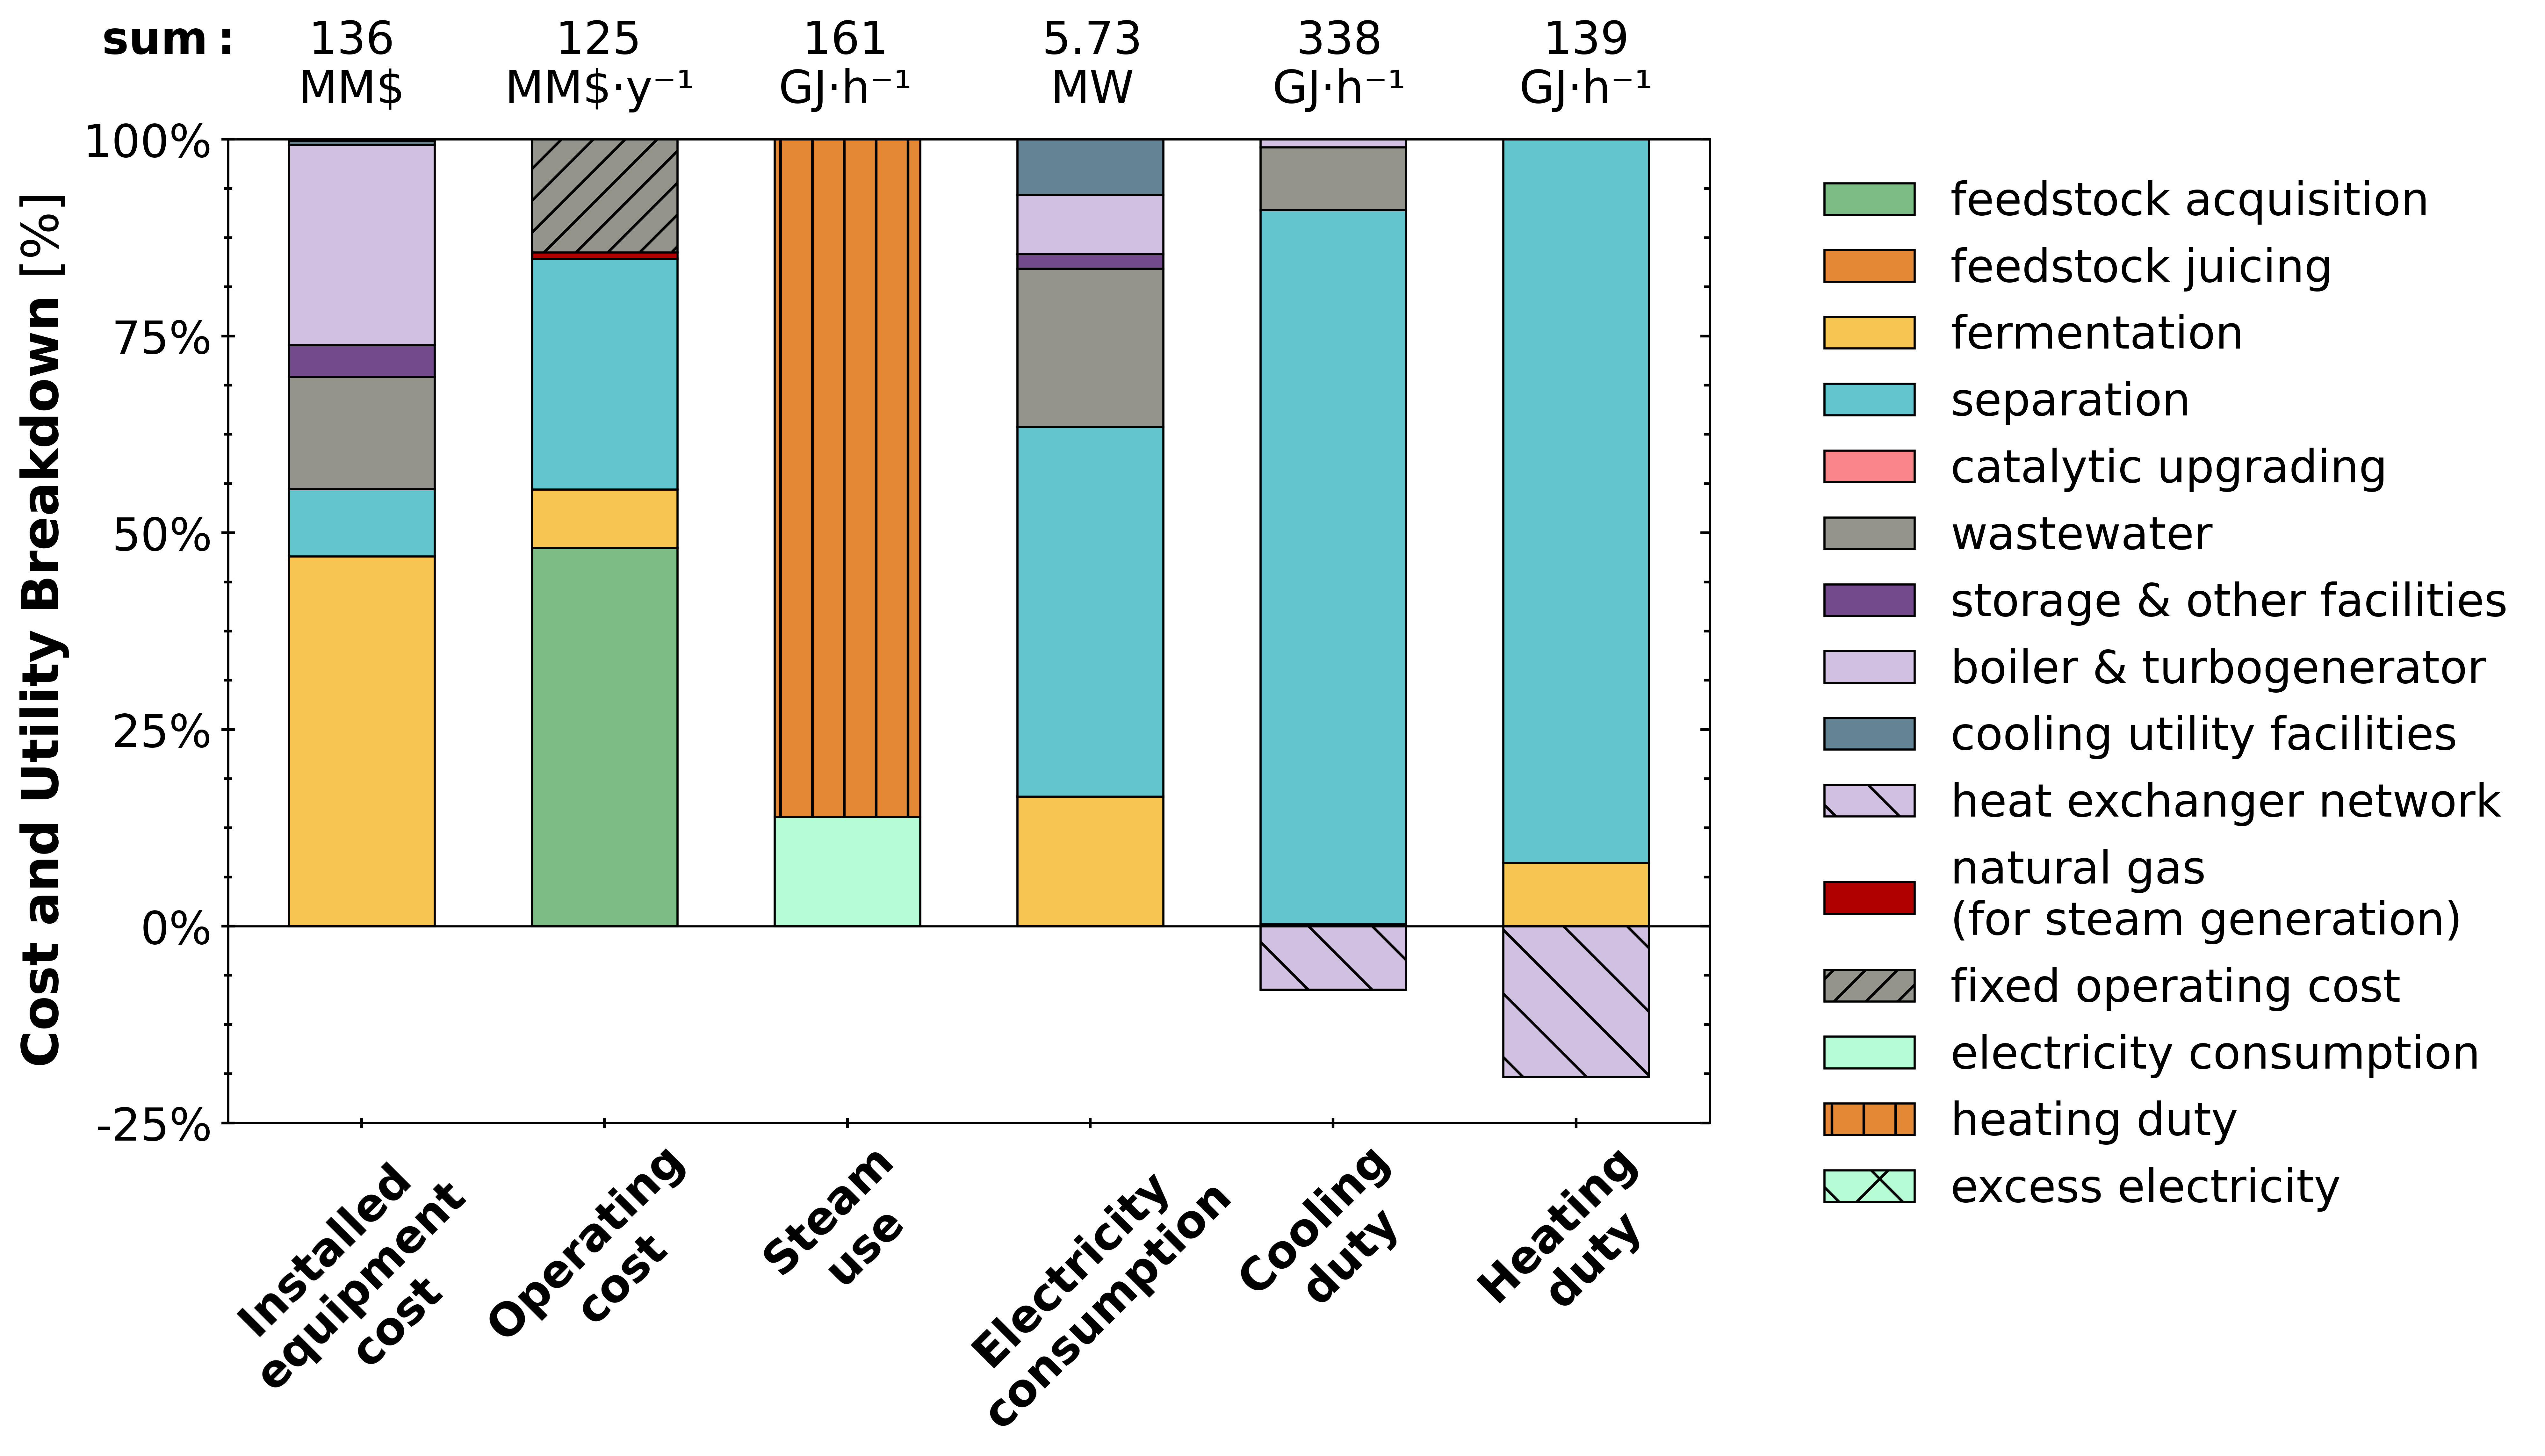 sum: 136 125 161 5.73 338 139
MM$ MM$·y⁻¹ GJ·h⁻¹ MW GJ·h⁻¹ GJ·h⁻¹
Cost and Utility Breakdown [%]
100%
75%
50%
25%
0%
-25%
Installed
equipment
cost
Operating
cost
Steam
use
Electricity
consumption
Cooling
duty
Heating
duty
feedstock acquisition
feedstock juicing
fermentation
separation
catalytic upgrading
wastewater
storage & other facilities
boiler & turbogenerator
cooling utility facilities
heat exchanger network
natural gas
(for steam generation)
fixed operating cost
electricity consumption
heating duty
excess electricity